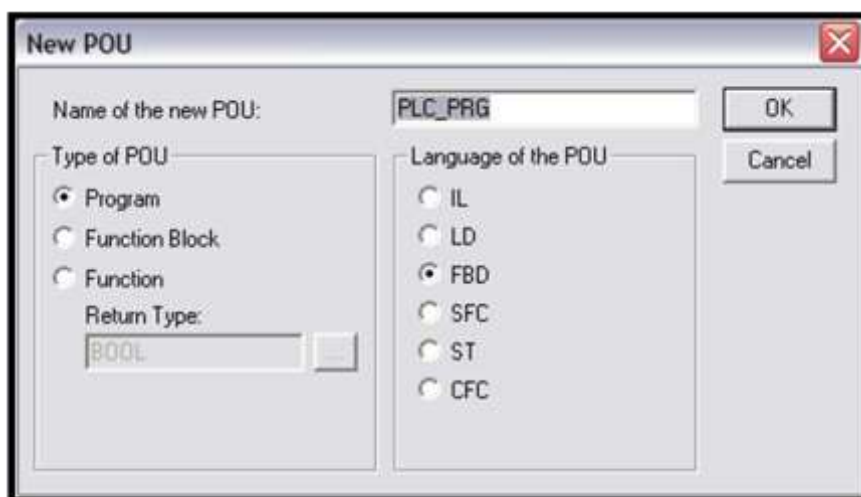 New POU
Name of the new POU:
PLC_PRG
OK
Cancel
Type of POU
Program
Function Block
Function
Return Type:
BOOL
...
Language of the POU
IL
LD
FBD
SFC
ST
CFC